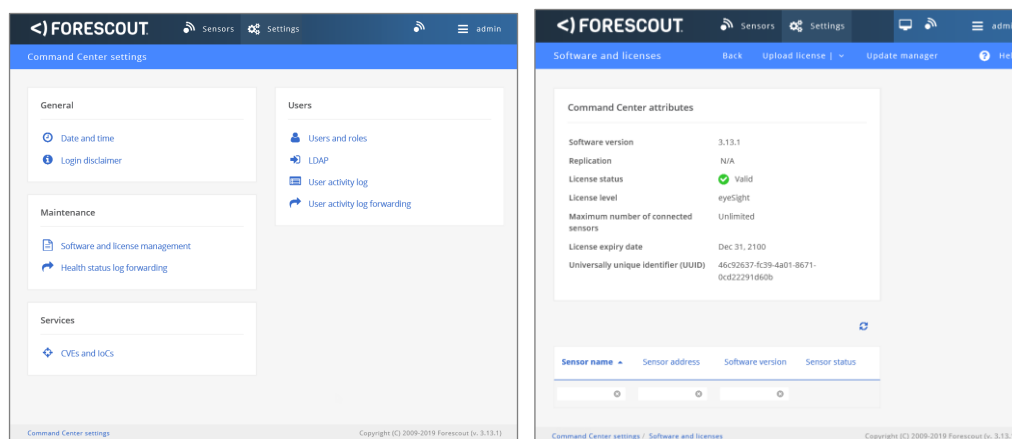 <) FORESCOUT. Sensors Settings admin
Command Center settings
General
Date and time
Login disclaimer
Maintenance
Software and license management
Health status log forwarding
Services
CVEs and IoCs
Users
Users and roles
LDAP
User activity log
User activity log forwarding
Command Center settings Copyright (C) 2009-2019 Forescout (v. 3.13.1)
<) FORESCOUT. Sensors Settings admin
Software and licenses Back Upload license | Update manager Hel
Command Center attributes
Software version 3.13.1
Replication N/A
License status Valid
License level eyeSight
Maximum number of connected Unlimited
sensors
License expiry date Dec 31, 2100
Universally unique identifier (UUID) 46c92637-fc39-4a01-8671-
0cd22291d60b
Sensor name Sensor address Software version Sensor status
Command Center settings / Software and licenses Copyright (C) 2009-2019 Forescout (v. 3.13.1